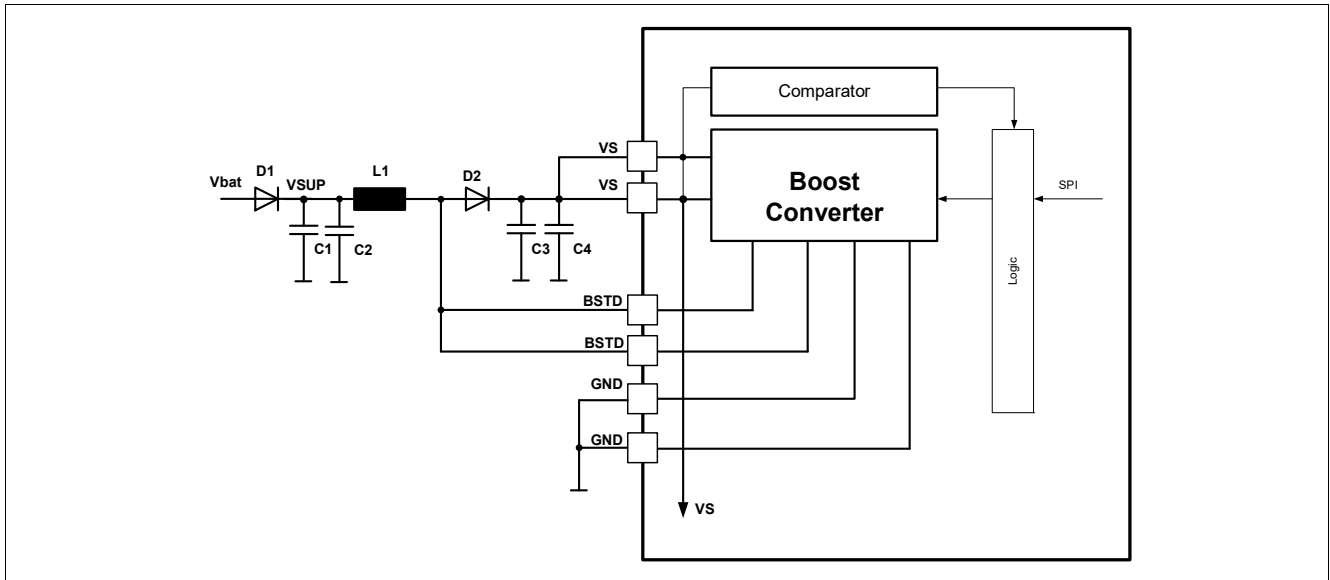 Comparator
VS
Boost
Converter
D1
L1
D2
Vbat
VSUP
VS
SPI
C1
C2
C3
C4
Logic
BSTD
BSTD
GND
GND
VS